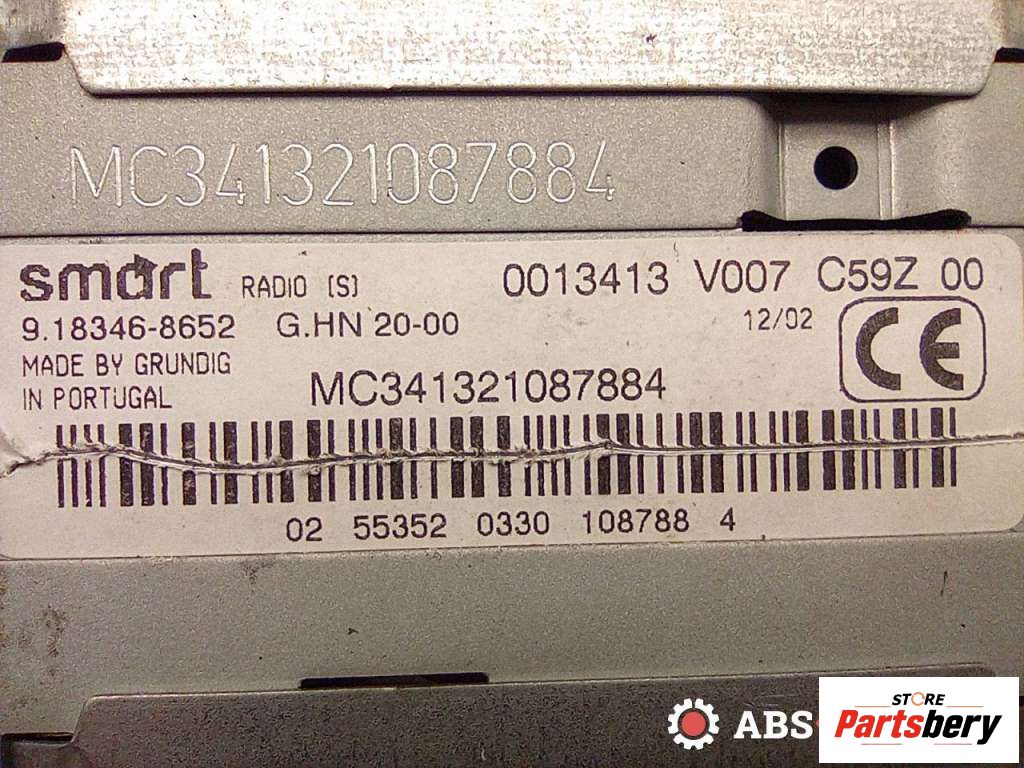 MC341321087884
smart RADIO [S] 0013413 V007 C59Z 00
9.18346-8652 G.HN 20-00 12/02
MADE BY GRUNDIG
IN PORTUGAL
MC341321087884
CE
02 55352 0330 108788 4
STORE
ABS Partsbery